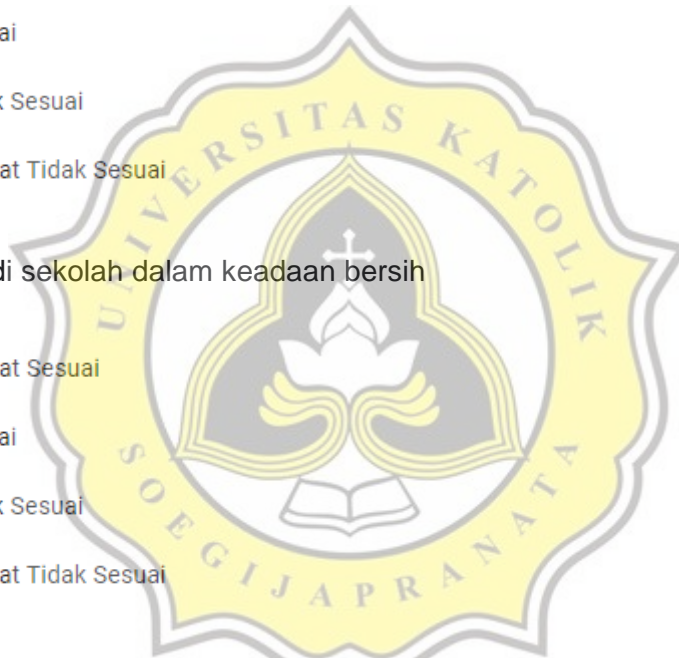 ai
k Sesuai
at Tidak Sesuai
di sekolah dalam keadaan bersih
at Sesuai
ai
k Sesuai
at Tidak Sesuai
UNIVERSITAS KATOLIK
SOEGIJAPRANATA